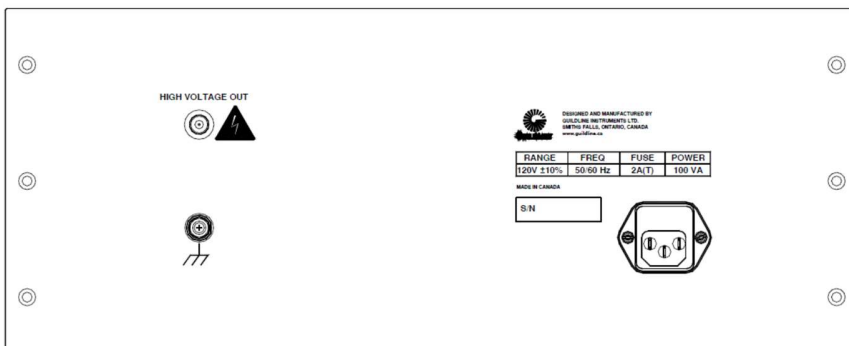 HIGH VOLTAGE OUT
DESIGNED AND MANUFACTURED BY
GUILDLINE INSTRUMENTS LTD.
SMITHS FALLS, ONTARIO, CANADA
www.guildline.ca
GUILDLINE
RANGE FREQ FUSE POWER
120V ±10% 50/60 Hz 2A(T) 100 VA
MADE IN CANADA
S/N